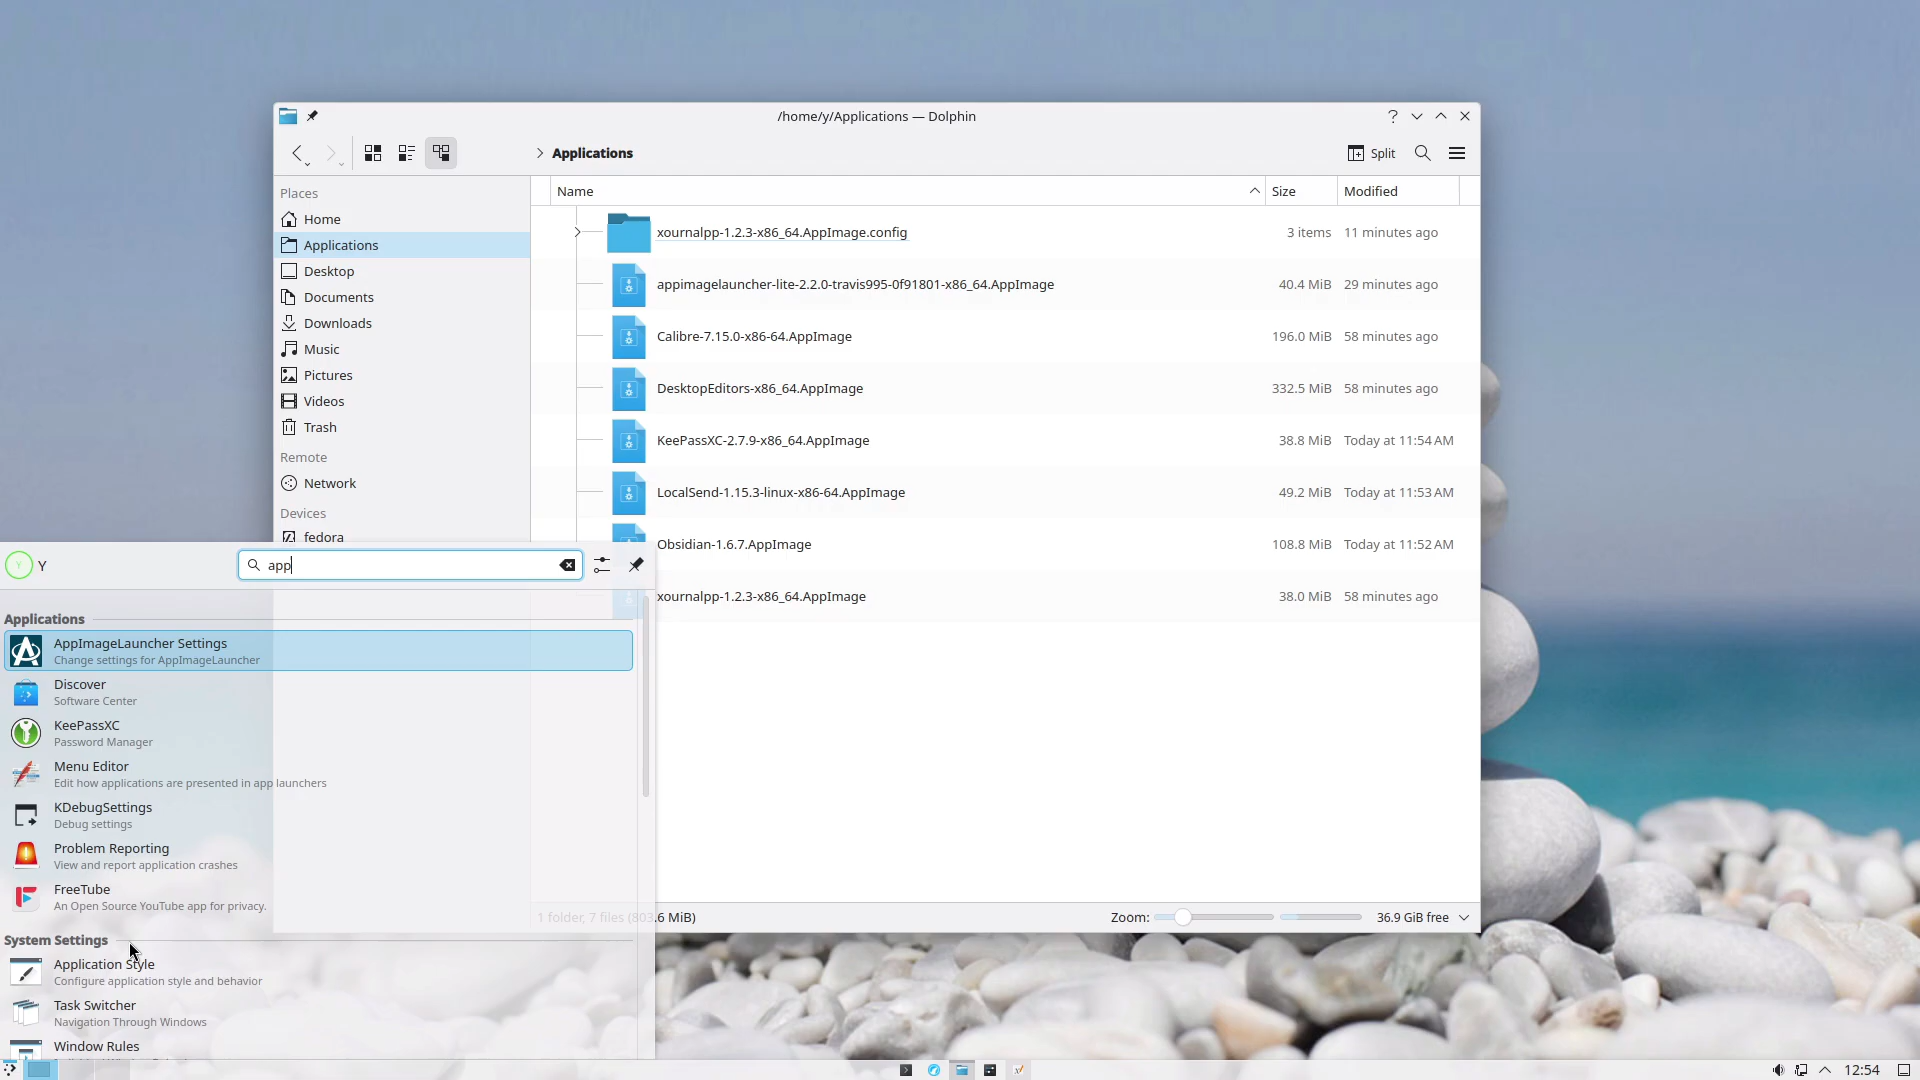 /home/y/Applications — Dolphin
Applications
Split
Places
Home
Applications
Desktop
Documents
Downloads
Music
Pictures
Videos
Trash
Remote
Network
Devices
fedora
Name Size Modified
xournalpp-1.2.3-x86_64.AppImage.config 3 items 11 minutes ago
appimagelauncher-lite-2.2.0-travis995-0f91801-x86_64.AppImage 40.4 MiB 29 minutes ago
Calibre-7.15.0-x86-64.AppImage 196.0 MiB 58 minutes ago
DesktopEditors-x86_64.AppImage 332.5 MiB 58 minutes ago
KeePassXC-2.7.9-x86_64.AppImage 38.8 MiB Today at 11:54 AM
LocalSend-1.15.3-linux-x86-64.AppImage 49.2 MiB Today at 11:53 AM
Obsidian-1.6.7.AppImage 108.8 MiB Today at 11:52 AM
xournalpp-1.2.3-x86_64.AppImage 38.0 MiB 58 minutes ago
1 folder, 7 files (803.6 MiB)
Zoom:
36.9 GiB free
Y
Y
app
Applications
AppImageLauncher Settings
Change settings for AppImageLauncher
Discover
Software Center
KeePassXC
Password Manager
Menu Editor
Edit how applications are presented in app launchers
KDebugSettings
Debug settings
Problem Reporting
View and report application crashes
FreeTube
An Open Source YouTube app for privacy.
System Settings
Application Style
Configure application style and behavior
Task Switcher
Navigation Through Windows
Window Rules
12:54